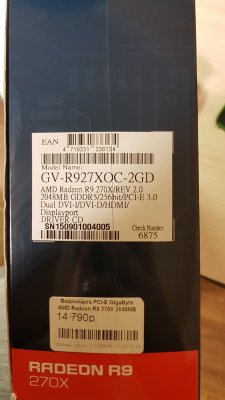 EAN
4 719331 336134
Model Name:
GV-R927XOC-2GD
AMD Radeon R9 270X/REV 2.0
2048MB GDDR5/256bit/PCI-E 3.0
Dual DVI-I/DVI-D/HDMI/
Displayport
DRIVER CD
SN150901004005
Check Number
6875
Видеокарта PCI-E GigaByte
AMD Radeon R9 270X 2048MB
14 790р.
RADEON R9
270X